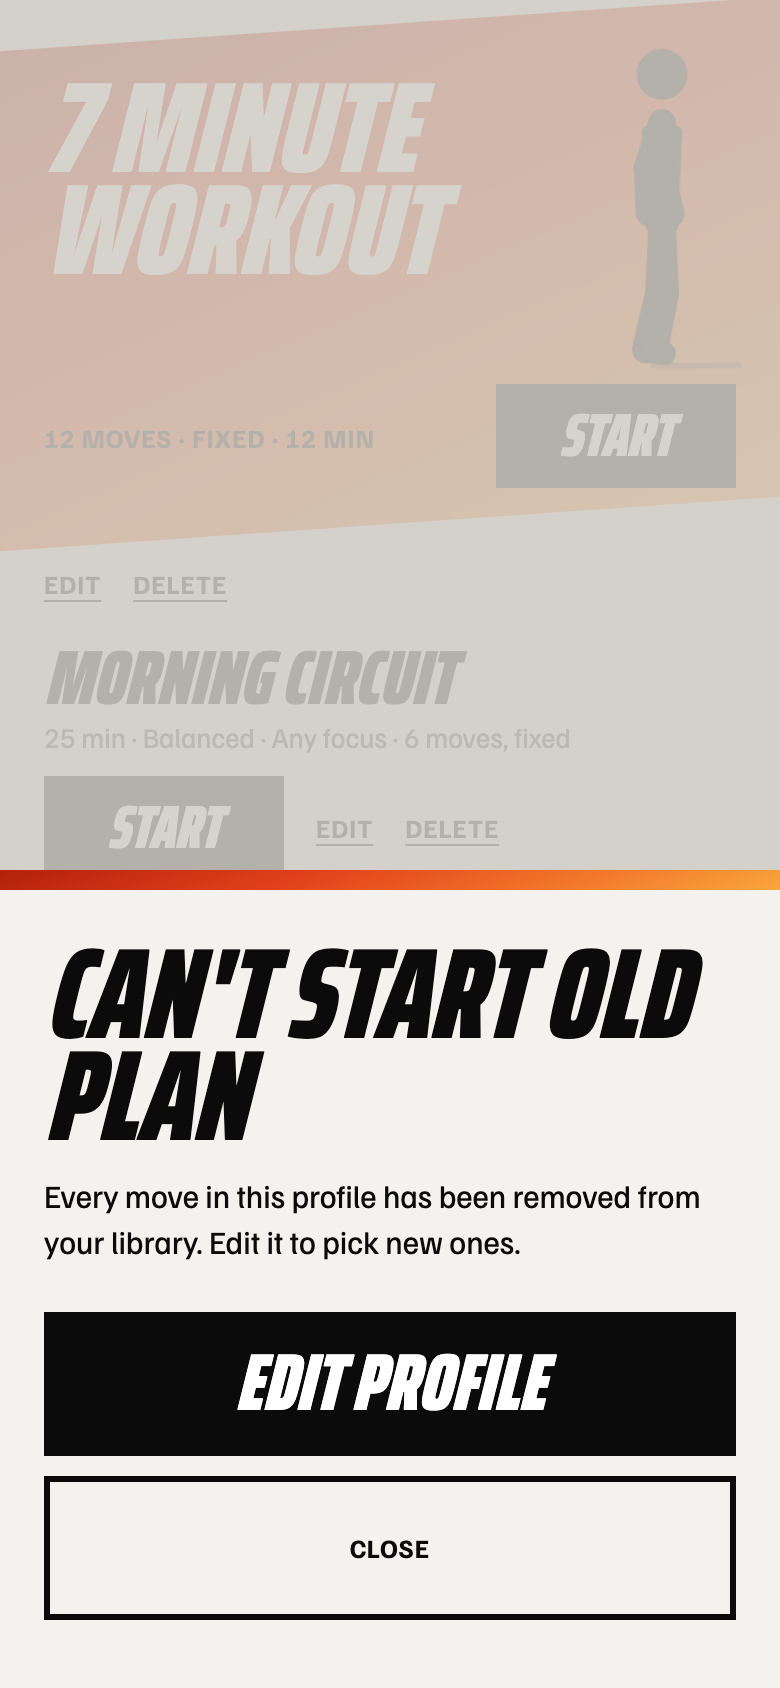 7 MINUTE
WORKOUT
12 MOVES · FIXED · 12 MIN
START
EDIT DELETE
MORNING CIRCUIT
25 min · Balanced · Any focus · 6 moves, fixed
START
EDIT DELETE
CAN'T START OLD
PLAN
Every move in this profile has been removed from
your library. Edit it to pick new ones.
EDIT PROFILE
CLOSE